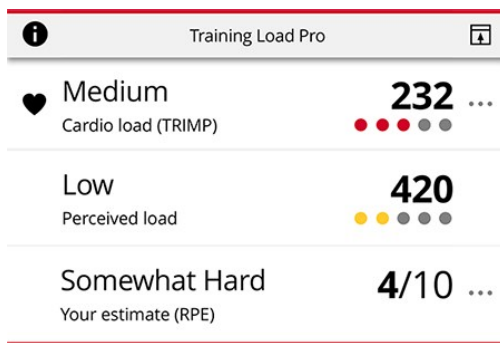 Training Load Pro
Medium 232
Cardio load (TRIMP)
Low 420
Perceived load
Somewhat Hard 4/10
Your estimate (RPE)